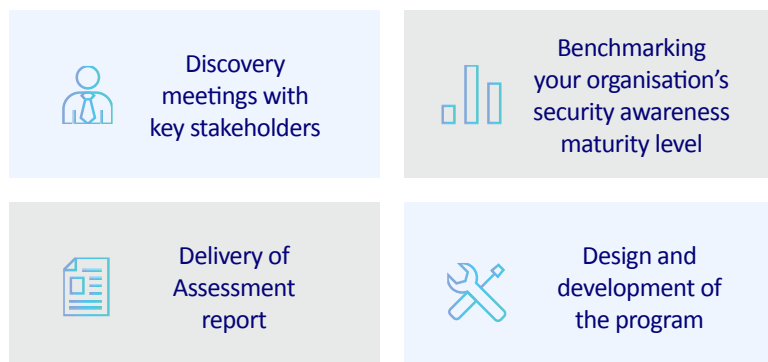 Discovery
meetings with
key stakeholders
Benchmarking
your organisation's
security awareness
maturity level
Delivery of
Assessment
report
Design and
development of
the program